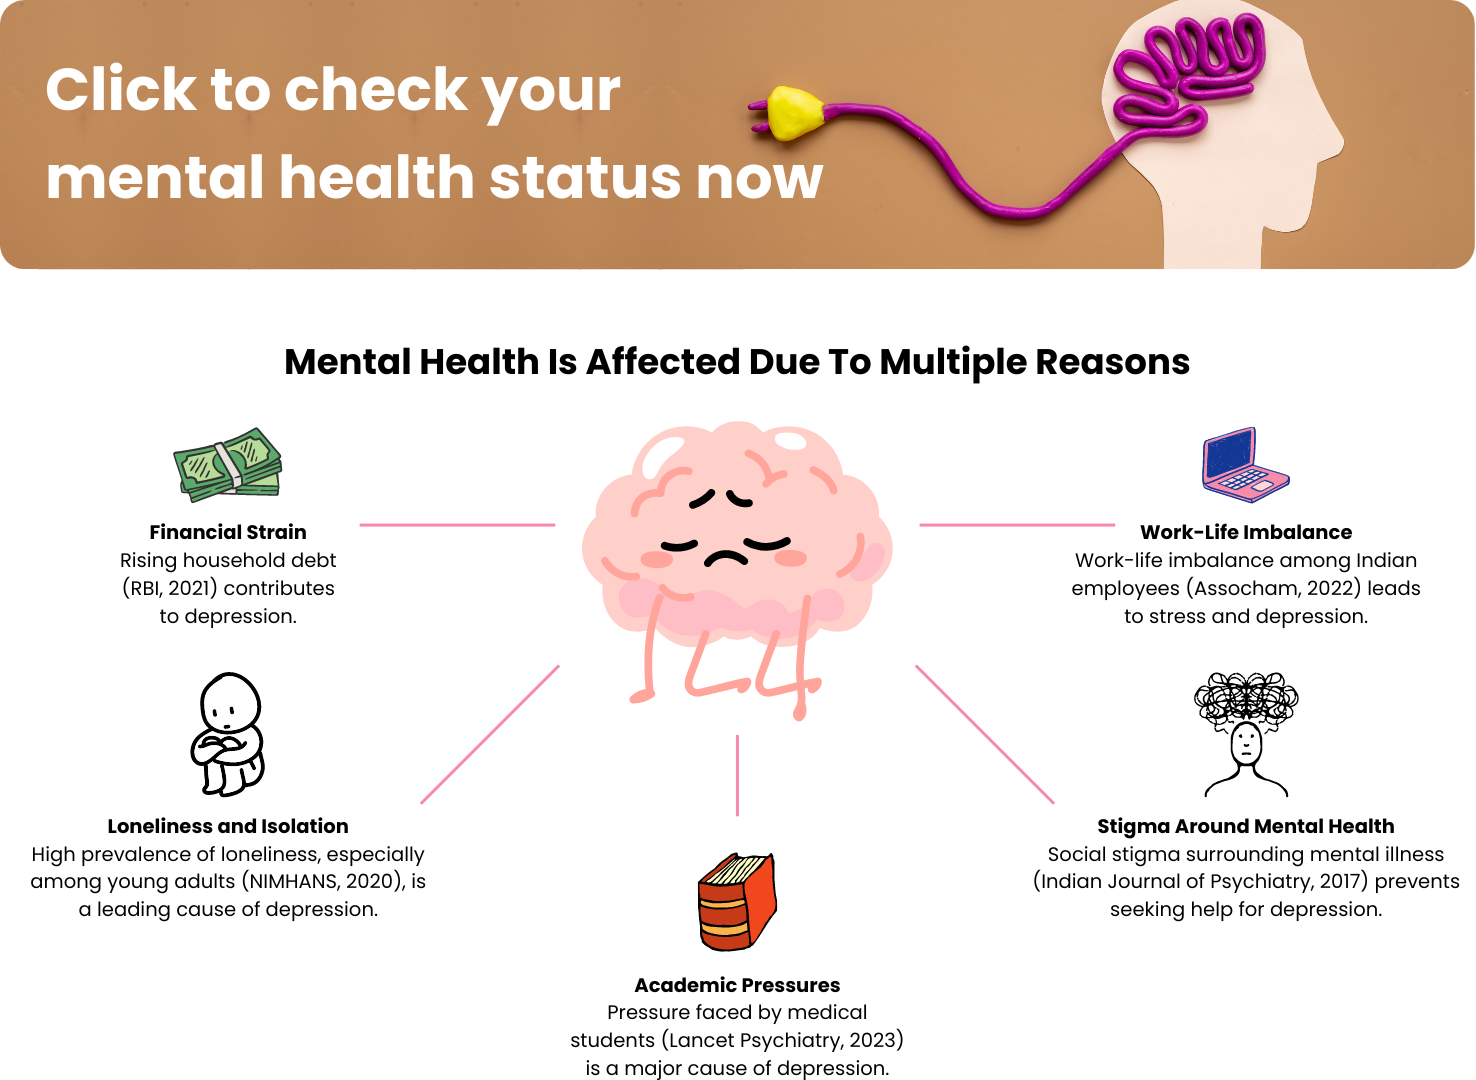 Click to check your
mental health status now
Mental Health Is Affected Due To Multiple Reasons
Financial Strain
Rising household debt
(RBI, 2021) contributes
to depression.
Work-Life Imbalance
Work-life imbalance among Indian
employees (Assocham, 2022) leads
to stress and depression.
Loneliness and Isolation
High prevalence of loneliness, especially
among young adults (NIMHANS, 2020), is
a leading cause of depression.
Stigma Around Mental Health
Social stigma surrounding mental illness
(Indian Journal of Psychiatry, 2017) prevents
seeking help for depression.
Academic Pressures
Pressure faced by medical
students (Lancet Psychiatry, 2023)
is a major cause of depression.